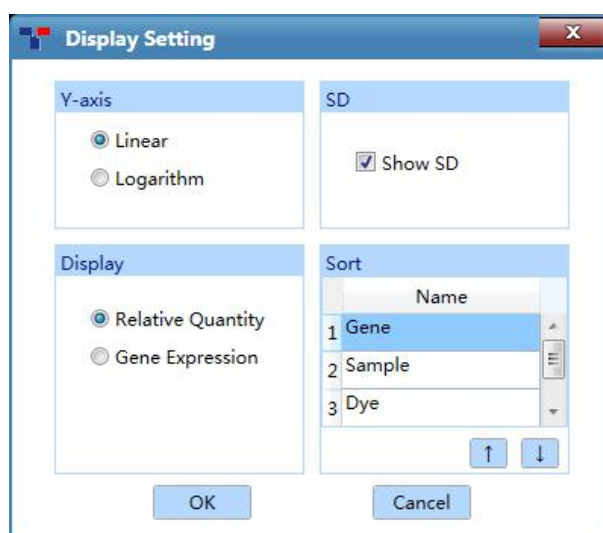 Display Setting
X
Y-axis
Linear
Logarithm
SD
Show SD
Display
Relative Quantity
Gene Expression
Sort
Name
1 Gene
2 Sample
3 Dye
↑ ↓
OK
Cancel